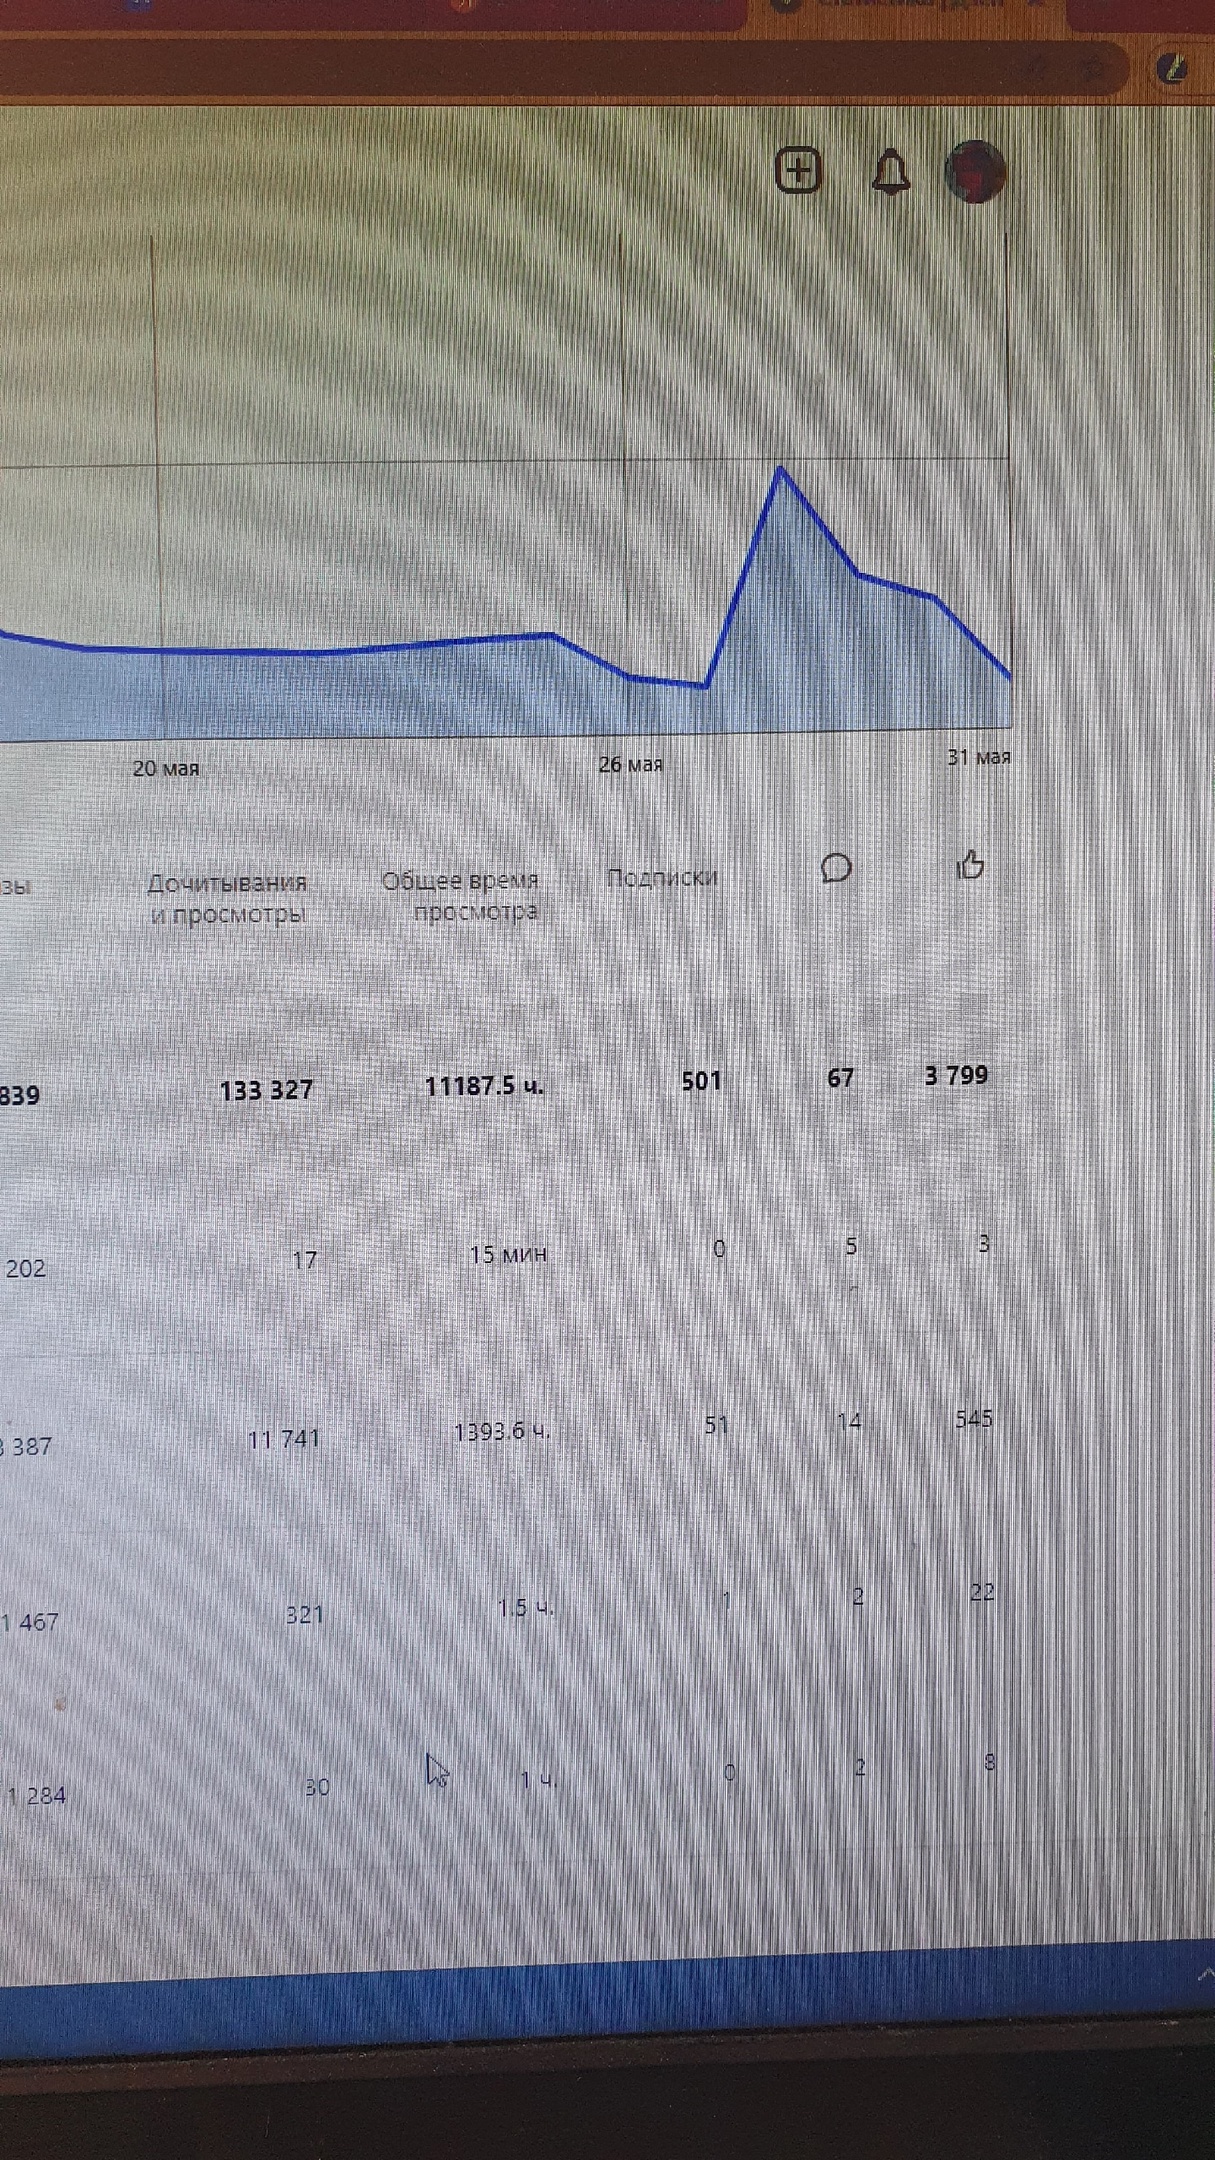 20 мая 26 мая 31 мая
зы Дочитывания Общее время Подписки
и просмотры просмотра
839 133 327 11187.5 ч. 501 67 3 799
202 17 15 мин 0 5 3
387 11 741 1393.6 ч. 51 14 545
1 467 321 1.5 ч. 1 2 22
1 284 30 1 ч. 0 2 8